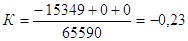 К = (−15349 + 0 + 0) / 65590 = −0,23